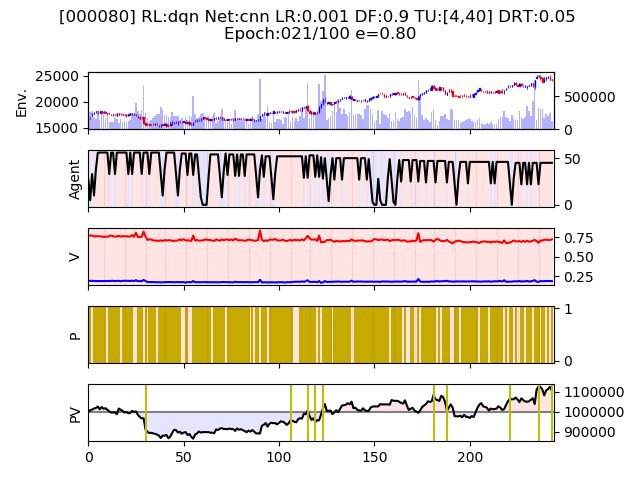 [000080] RL:dqn Net:cnn LR:0.001 DF:0.9 TU:[4,40] DRT:0.05
Epoch:021/100 e=0.80
Env.
25000
20000
15000
500000
0
Agent
50
0
V
0.75
0.50
0.25
P
1
0
PV
1100000
1000000
900000
0
50
100
150
200